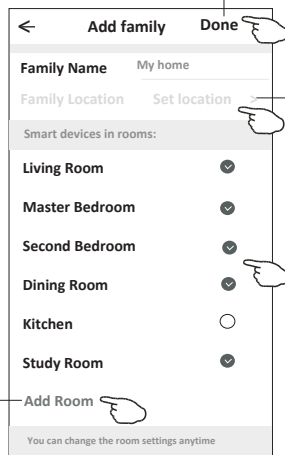 Add family Done
Family Name My home
Family Location Set location >
Smart devices in rooms:
Living Room
Master Bedroom
Second Bedroom
Dining Room
Kitchen
Study Room
Add Room
You can change the room settings anytime